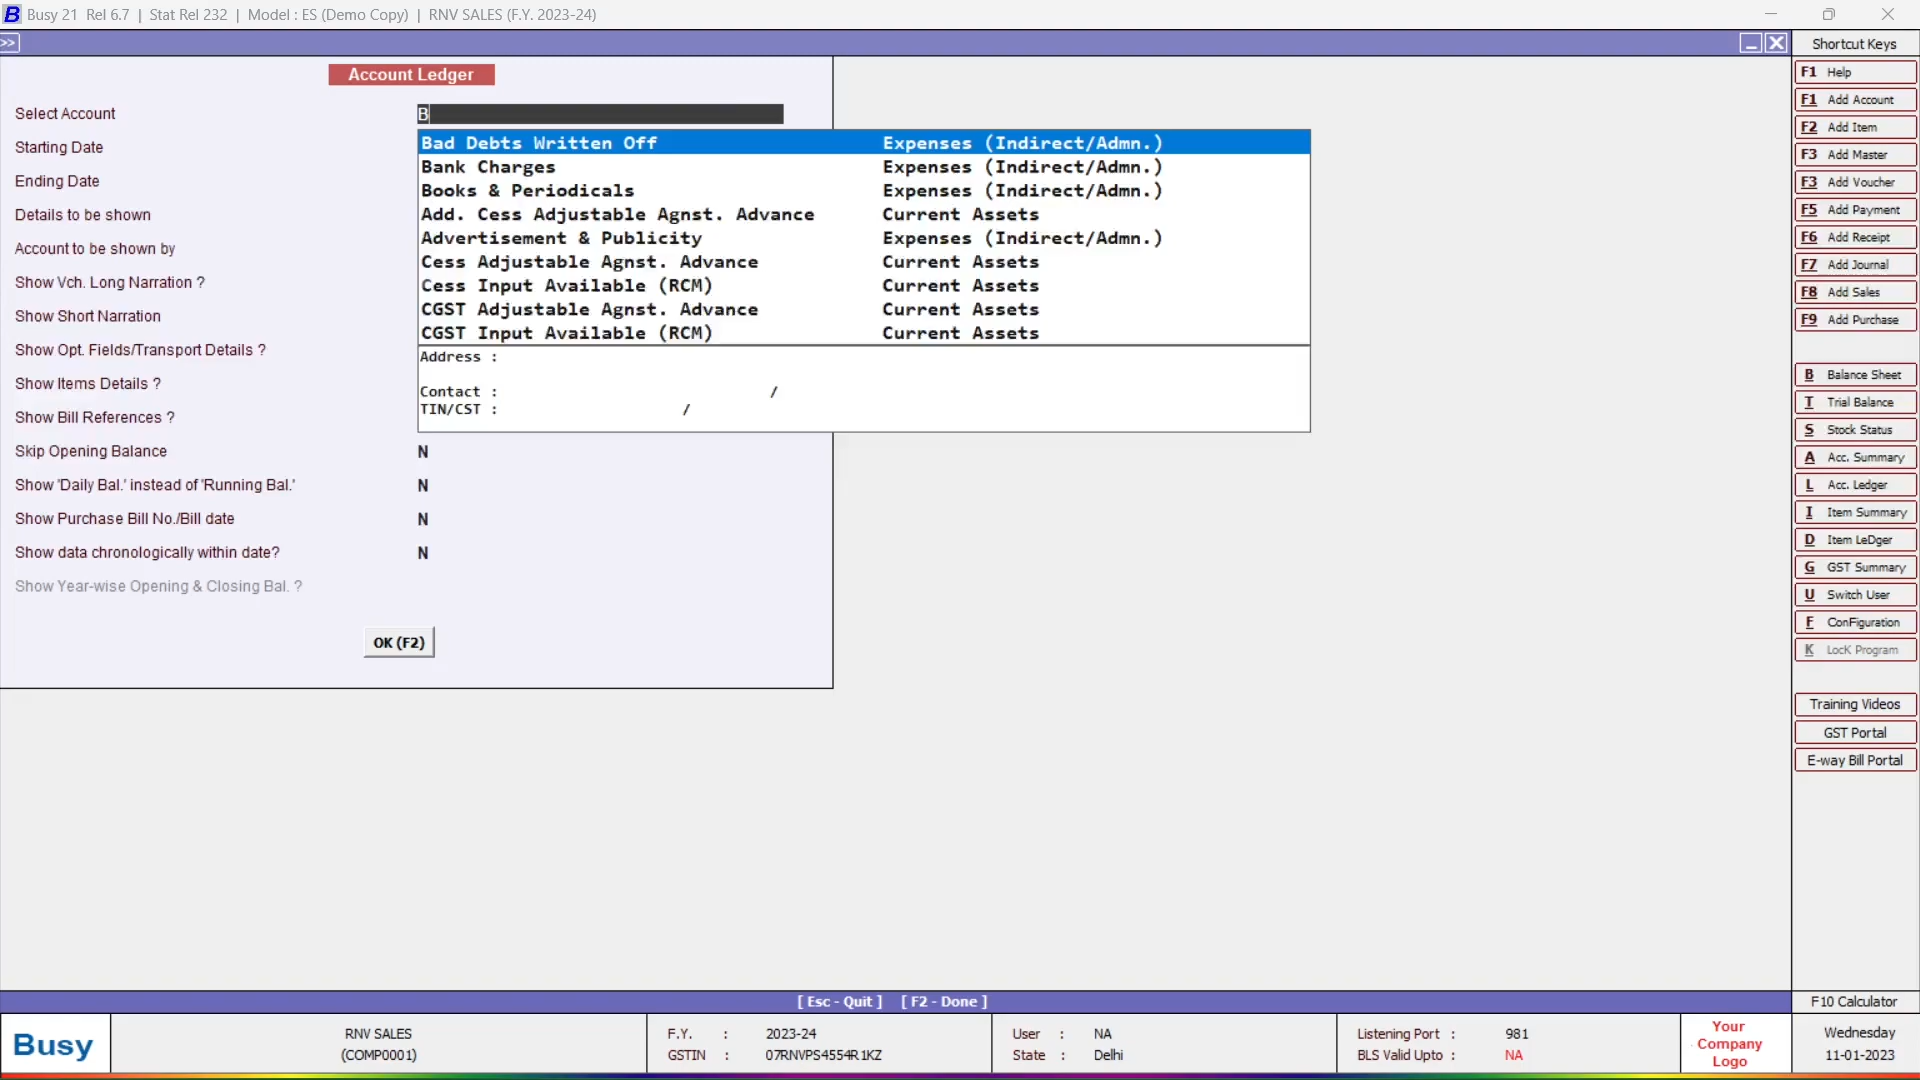 Busy 21 Rel 6.7 | Stat Rel 232 | Model : ES (Demo Copy) | RNV SALES (F.Y. 2023-24)
>>
Account Ledger
Select Account B
Bad Debts Written Off Expenses (Indirect/Admn.)
Bank Charges Expenses (Indirect/Admn.)
Books & Periodicals Expenses (Indirect/Admn.)
Add. Cess Adjustable Agnst. Advance Current Assets
Advertisement & Publicity Expenses (Indirect/Admn.)
Cess Adjustable Agnst. Advance Current Assets
Cess Input Available (RCM) Current Assets
CGST Adjustable Agnst. Advance Current Assets
CGST Input Available (RCM) Current Assets
Address :
Contact : /
TIN/CST : /
Starting Date
Ending Date
Details to be shown
Account to be shown by
Show Vch. Long Narration ?
Show Short Narration
Show Opt. Fields/Transport Details ?
Show Items Details ?
Show Bill References ?
Skip Opening Balance N
Show 'Daily Bal.' instead of 'Running Bal.' N
Show Purchase Bill No./Bill date N
Show data chronologically within date? N
Show Year-wise Opening & Closing Bal. ?
OK (F2)
Shortcut Keys
F1 Help
F1 Add Account
F2 Add Item
F3 Add Master
F3 Add Voucher
F5 Add Payment
F6 Add Receipt
F7 Add Journal
F8 Add Sales
F9 Add Purchase
B Balance Sheet
T Trial Balance
S Stock Status
A Acc. Summary
L Acc. Ledger
I Item Summary
D Item LeDger
G GST Summary
U Switch User
F ConFiguration
K LocK Program
Training Videos
GST Portal
E-way Bill Portal
[ Esc - Quit ] [ F2 - Done ]
F10 Calculator
Busy
RNV SALES
(COMP0001)
F.Y. : 2023-24
GSTIN : 07RNVPS4554R1KZ
User : NA
State : Delhi
Listening Port : 981
BLS Valid Upto : NA
Your
Company
Logo
Wednesday
11-01-2023